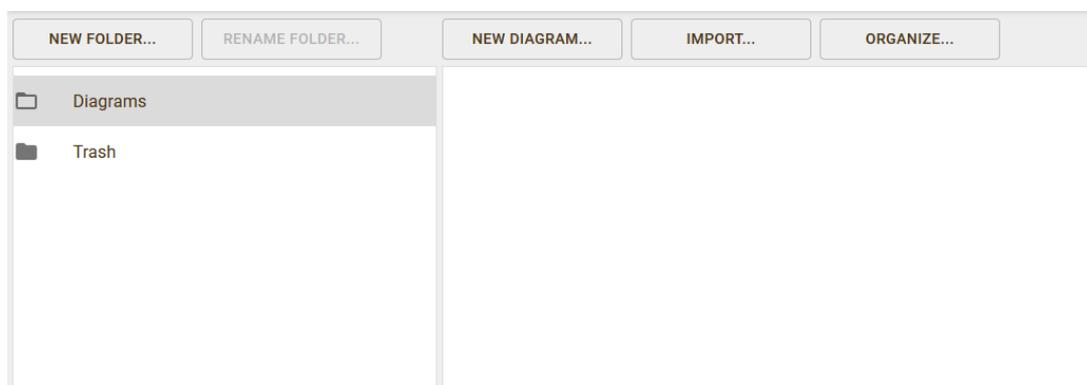 NEW FOLDER... RENAME FOLDER... NEW DIAGRAM... IMPORT... ORGANIZE...
Diagrams
Trash